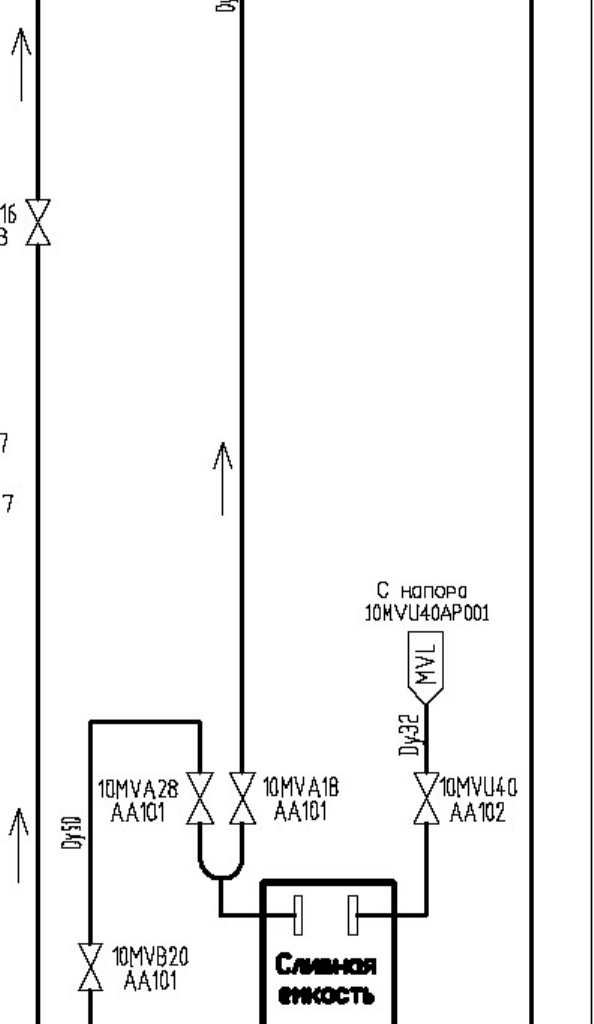 Dy
16
7
7
С напора
10MVU40AP001
MVL
Dy32
10MVA28
AA101
10MVA18
AA101
10MVU40
AA102
Dy50
10MVB20
AA101
Сливная
емкость